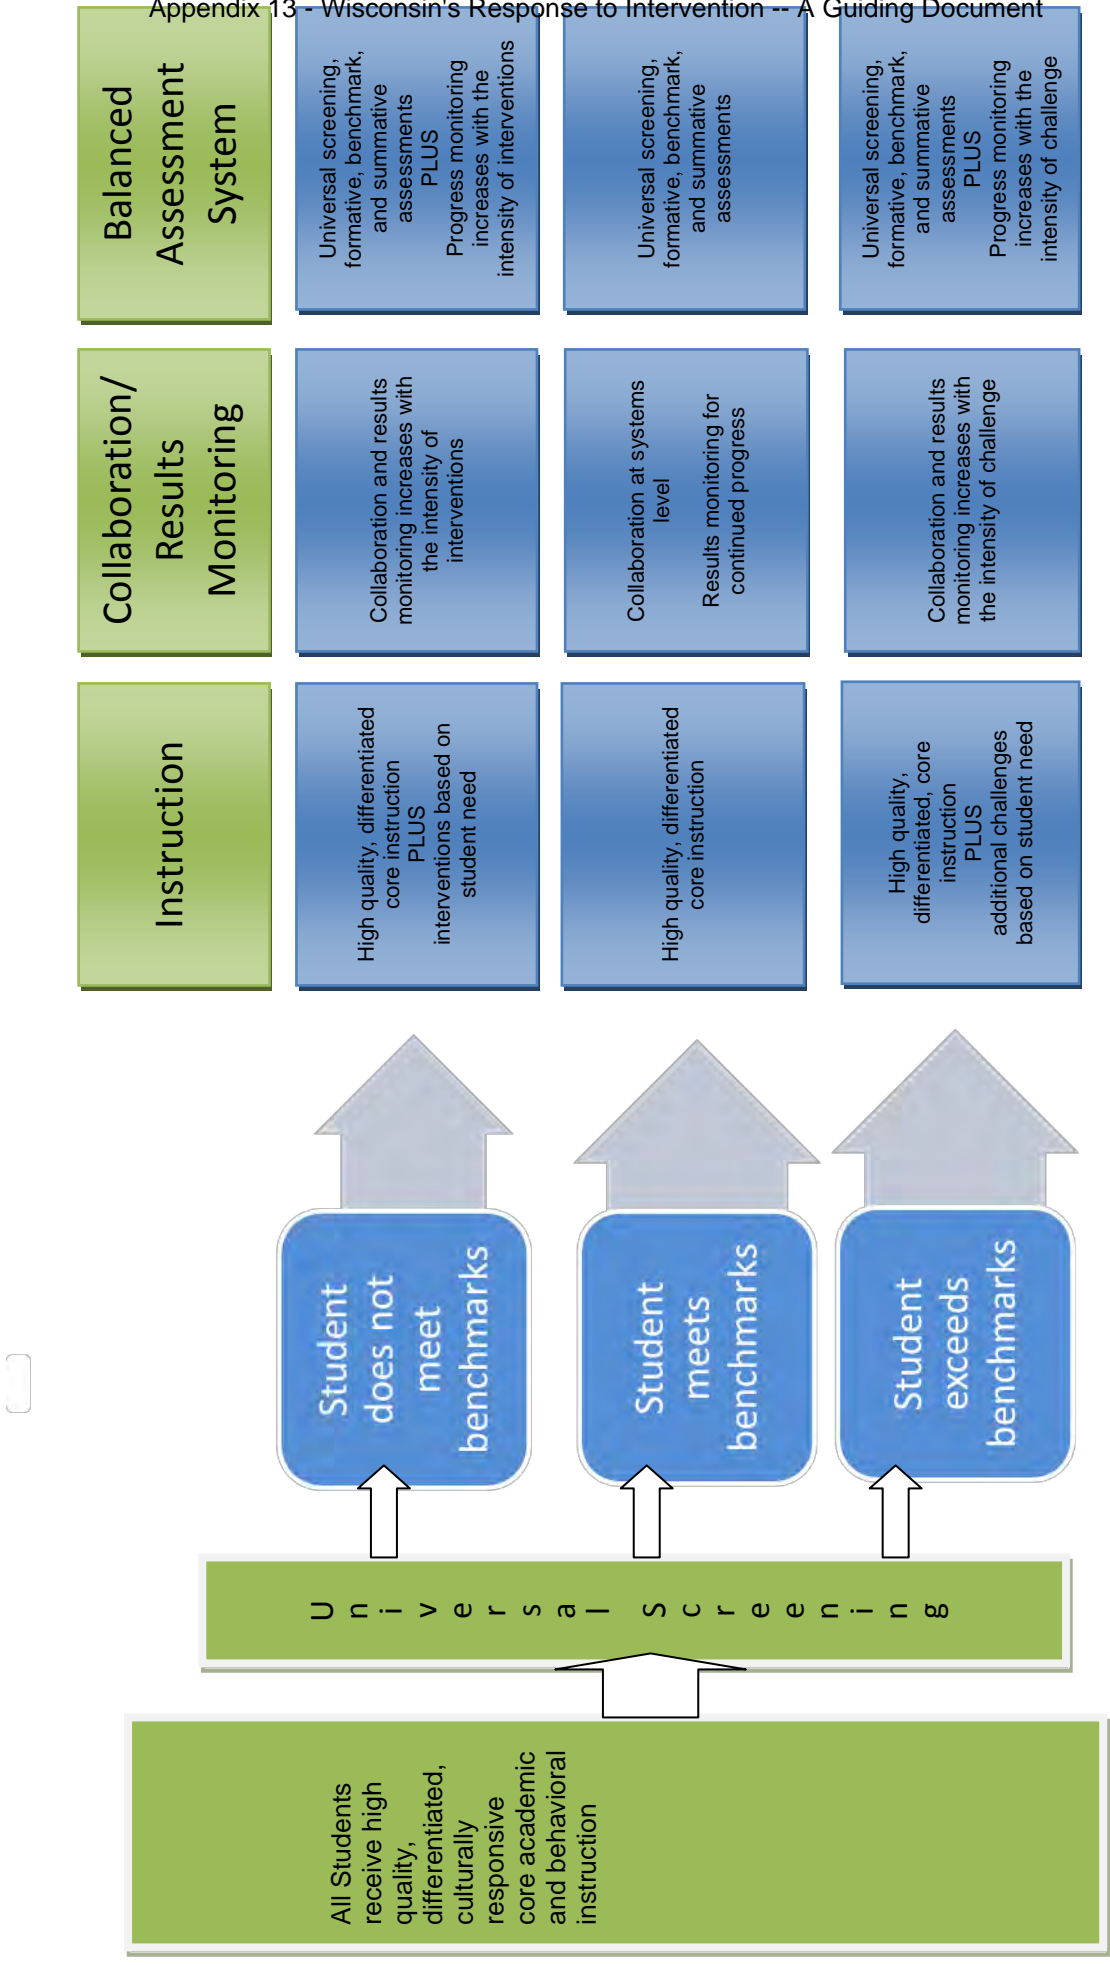 Appendix 13 - Wisconsin's Response to Intervention -- A Guiding Document
All Students
receive high
quality,
differentiated,
culturally
responsive
core academic
and behavioral
instruction
Universal Screening
Student
does not
meet
benchmarks
Student
meets
benchmarks
Student
exceeds
benchmarks
Instruction
Collaboration/
Results
Monitoring
Balanced
Assessment
System
High quality, differentiated
core instruction
PLUS
interventions based on
student need
Collaboration and results
monitoring increases with
the intensity of
interventions
Universal screening,
formative, benchmark,
and summative
assessments
PLUS
Progress monitoring
increases with the
intensity of interventions
High quality, differentiated
core instruction
Collaboration at systems
level
Results monitoring for
continued progress
Universal screening,
formative, benchmark,
and summative
assessments
High quality,
differentiated, core
instruction
PLUS
additional challenges
based on student need
Collaboration and results
monitoring increases with
the intensity of challenge
Universal screening,
formative, benchmark,
and summative
assessments
PLUS
Progress monitoring
increases with the
intensity of challenge